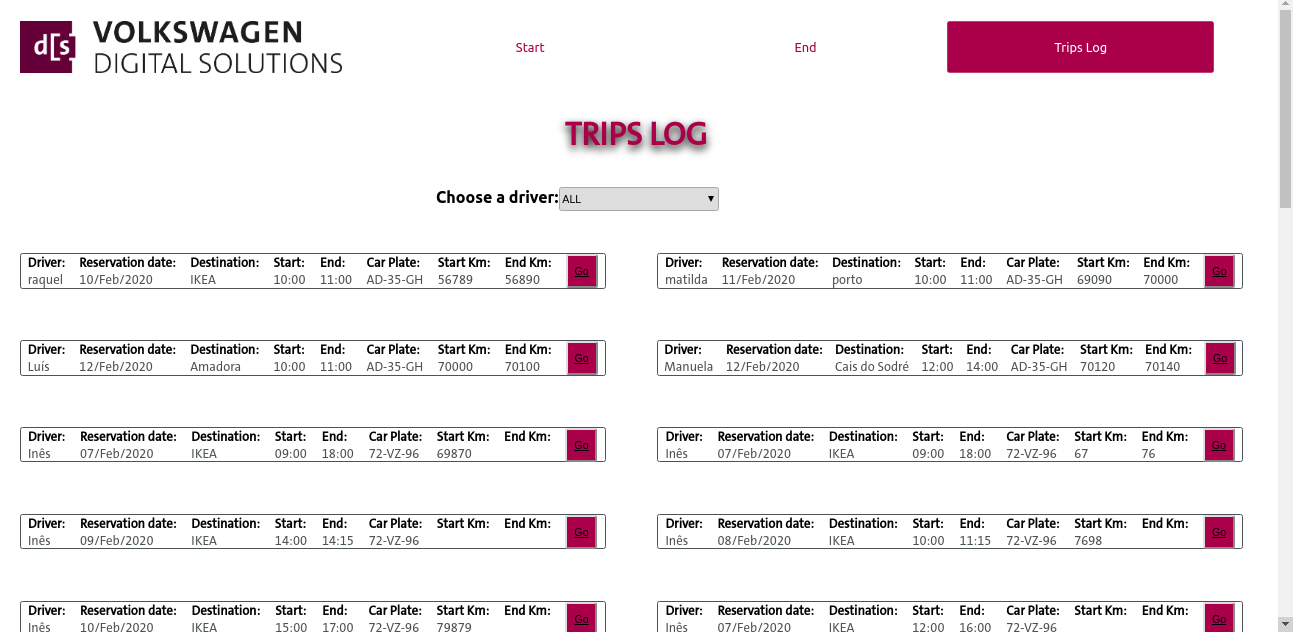 d[s VOLKSWAGEN
DIGITAL SOLUTIONS
Start End Trips Log
TRIPS LOG
Choose a driver: ALL
Driver: Reservation date: Destination: Start: End: Car Plate: Start Km: End Km: Go
raquel 10/Feb/2020 IKEA 10:00 11:00 AD-35-GH 56789 56890
Driver: Reservation date: Destination: Start: End: Car Plate: Start Km: End Km: Go
matilda 11/Feb/2020 porto 10:00 11:00 AD-35-GH 69090 70000
Driver: Reservation date: Destination: Start: End: Car Plate: Start Km: End Km: Go
Luís 12/Feb/2020 Amadora 10:00 11:00 AD-35-GH 70000 70100
Driver: Reservation date: Destination: Start: End: Car Plate: Start Km: End Km: Go
Manuela 12/Feb/2020 Cais do Sodré 12:00 14:00 AD-35-GH 70120 70140
Driver: Reservation date: Destination: Start: End: Car Plate: Start Km: End Km: Go
Inês 07/Feb/2020 IKEA 09:00 18:00 72-VZ-96 69870
Driver: Reservation date: Destination: Start: End: Car Plate: Start Km: End Km: Go
Inês 07/Feb/2020 IKEA 09:00 18:00 72-VZ-96 67 76
Driver: Reservation date: Destination: Start: End: Car Plate: Start Km: End Km: Go
Inês 09/Feb/2020 IKEA 14:00 14:15 72-VZ-96
Driver: Reservation date: Destination: Start: End: Car Plate: Start Km: End Km: Go
Inês 08/Feb/2020 IKEA 10:00 11:15 72-VZ-96 7698
Driver: Reservation date: Destination: Start: End: Car Plate: Start Km: End Km: Go
Inês 10/Feb/2020 IKEA 15:00 17:00 72-VZ-96 79879
Driver: Reservation date: Destination: Start: End: Car Plate: Start Km: End Km: Go
Inês 07/Feb/2020 IKEA 12:00 16:00 72-VZ-96